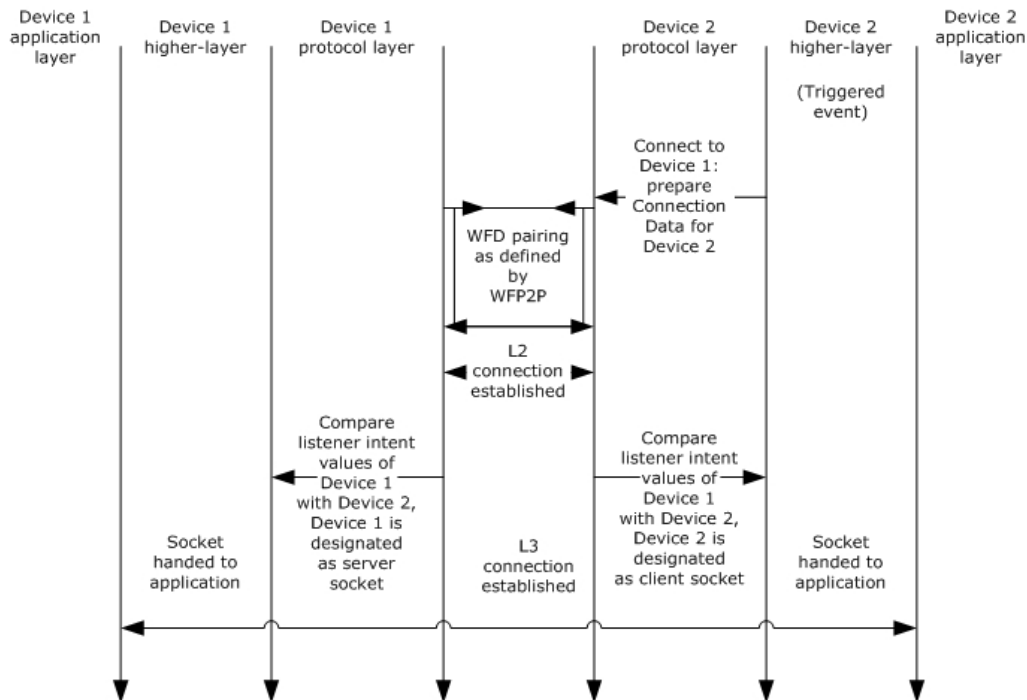 Device 1
application
layer
Device 1
higher-layer
Device 1
protocol layer
Device 2
protocol layer
Device 2
higher-layer
Device 2
application
layer
(Triggered
event)
Connect to
Device 1:
prepare
Connection
Data for
Device 2
WFD pairing
as defined
by
WFP2P
L2
connection
established
Compare
listener intent
values of
Device 1
with Device 2,
Device 1 is
designated
as server
socket
Compare
listener intent
values of
Device 1
with Device 2,
Device 2 is
designated
as client socket
Socket
handed to
application
L3
connection
established
Socket
handed to
application